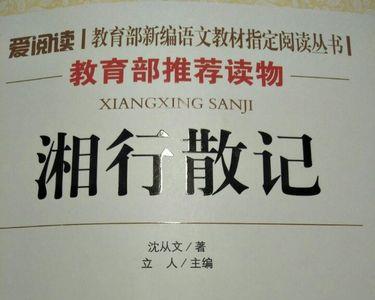 爱阅读|教育部新编语文教材指定阅读丛书|
教育部推荐读物
XIANGXING SANJI
湘行散记
沈从文/著
立 人/主编